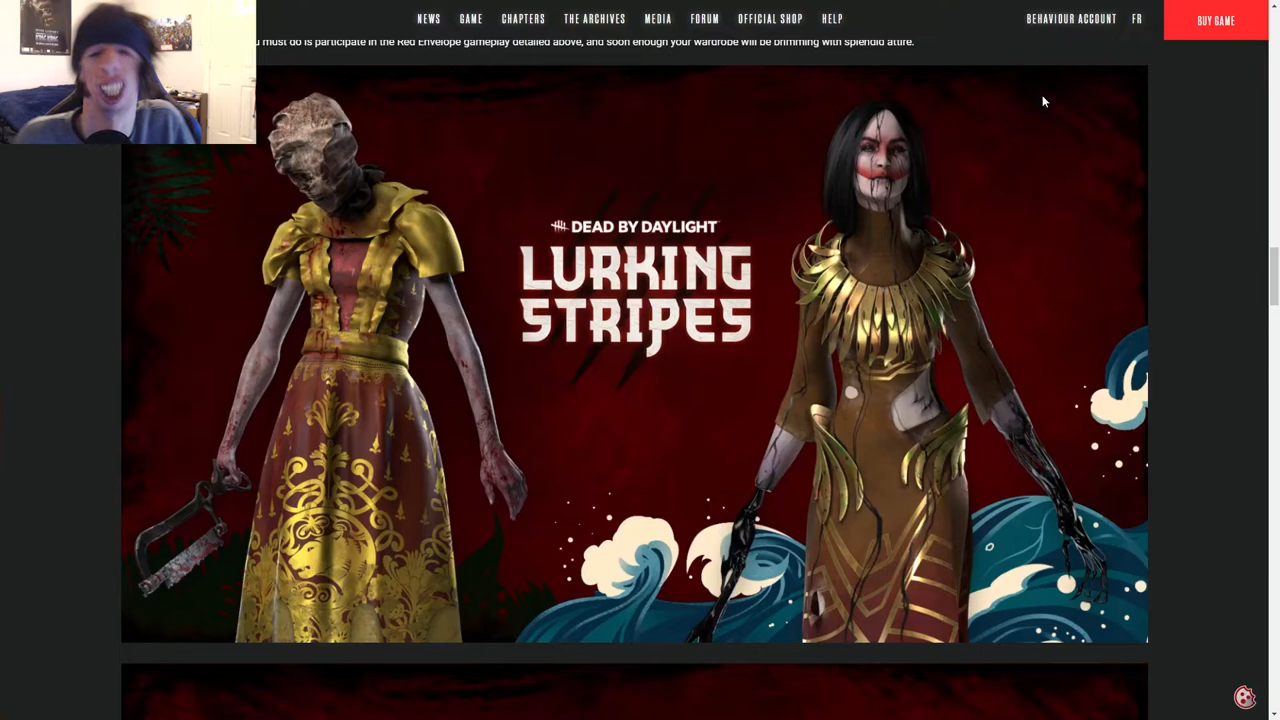 NEWS GAME CHAPTERS THE ARCHIVES MEDIA FORUM OFFICIAL SHOP HELP BEHAVIOUR ACCOUNT FR BUY GAME
must do is participate in the Red Envelope gameplay detailed above, and soon enough your wardrobe will be brimming with splendid attire.
DEAD BY DAYLIGHT
LURKING
STRIPES